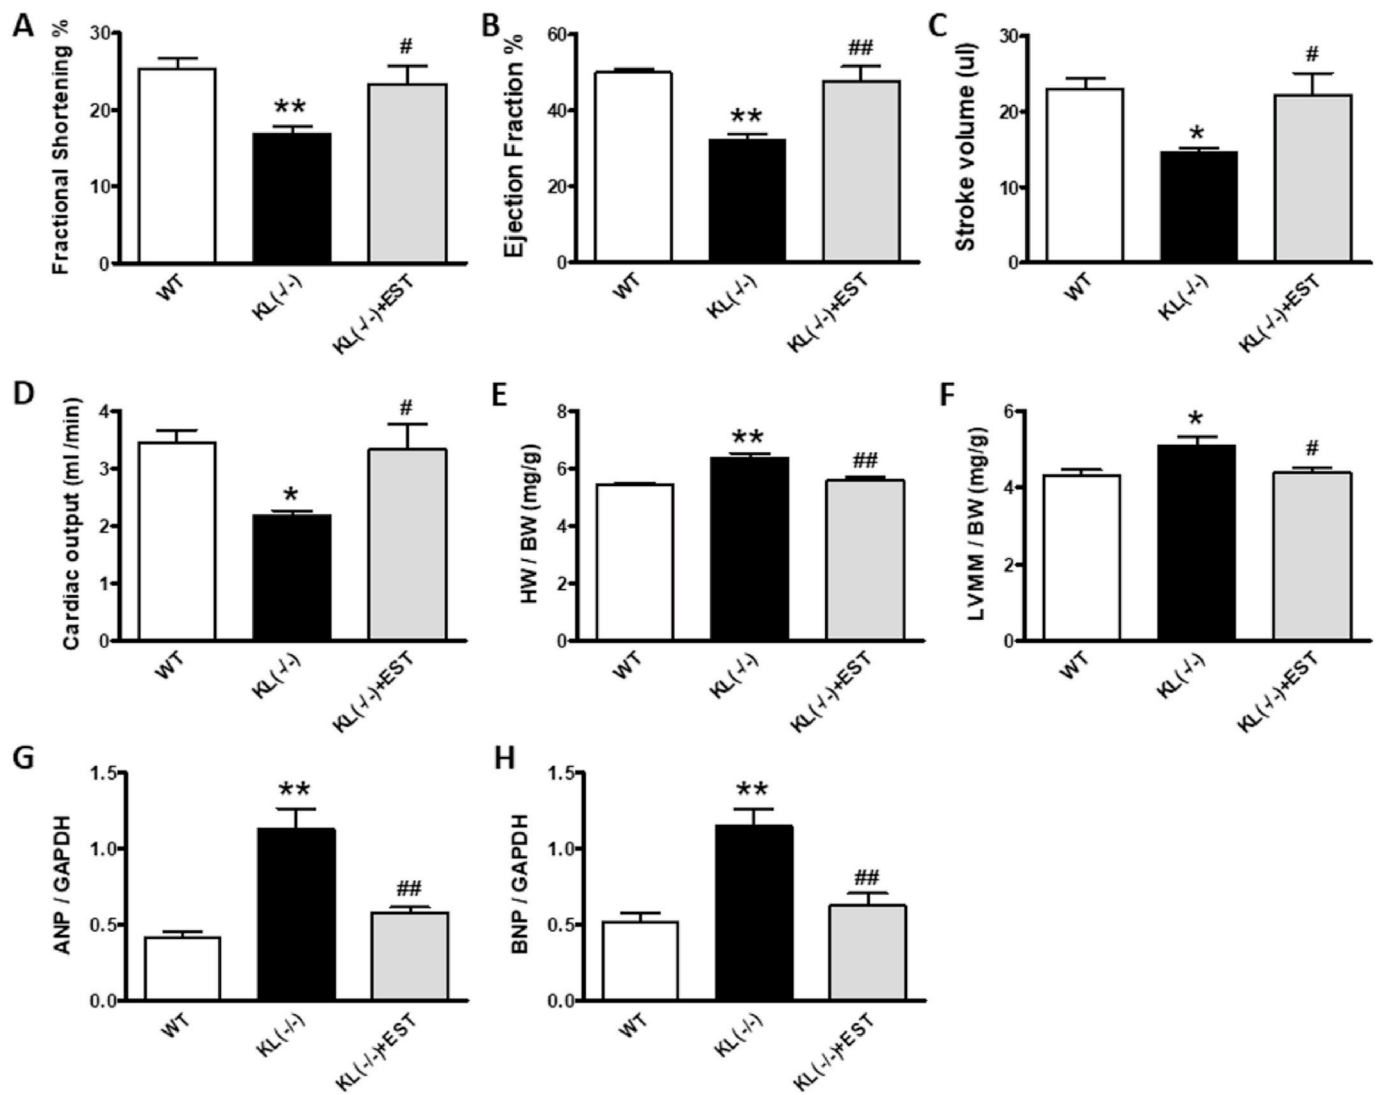 A
Fractional Shortening %
30
20
10
0
**
#
WT
KL(-/-)
KL(-/-)+EST
B
Ejection Fraction %
60
40
20
0
**
##
WT
KL(-/-)
KL(-/-)+EST
C
Stroke volume (ul)
30
20
10
0
*
#
WT
KL(-/-)
KL(-/-)+EST
D
Cardiac output (ml /min)
4
3
2
1
0
*
#
WT
KL(-/-)
KL(-/-)+EST
E
HW / BW (mg/g)
8
6
4
2
0
**
##
WT
KL(-/-)
KL(-/-)+EST
F
LVMM / BW (mg/g)
6
4
2
0
*
#
WT
KL(-/-)
KL(-/-)+EST
G
ANP / GAPDH
1.5
1.0
0.5
0.0
**
##
WT
KL(-/-)
KL(-/-)+EST
H
BNP / GAPDH
1.5
1.0
0.5
0.0
**
##
WT
KL(-/-)
KL(-/-)+EST